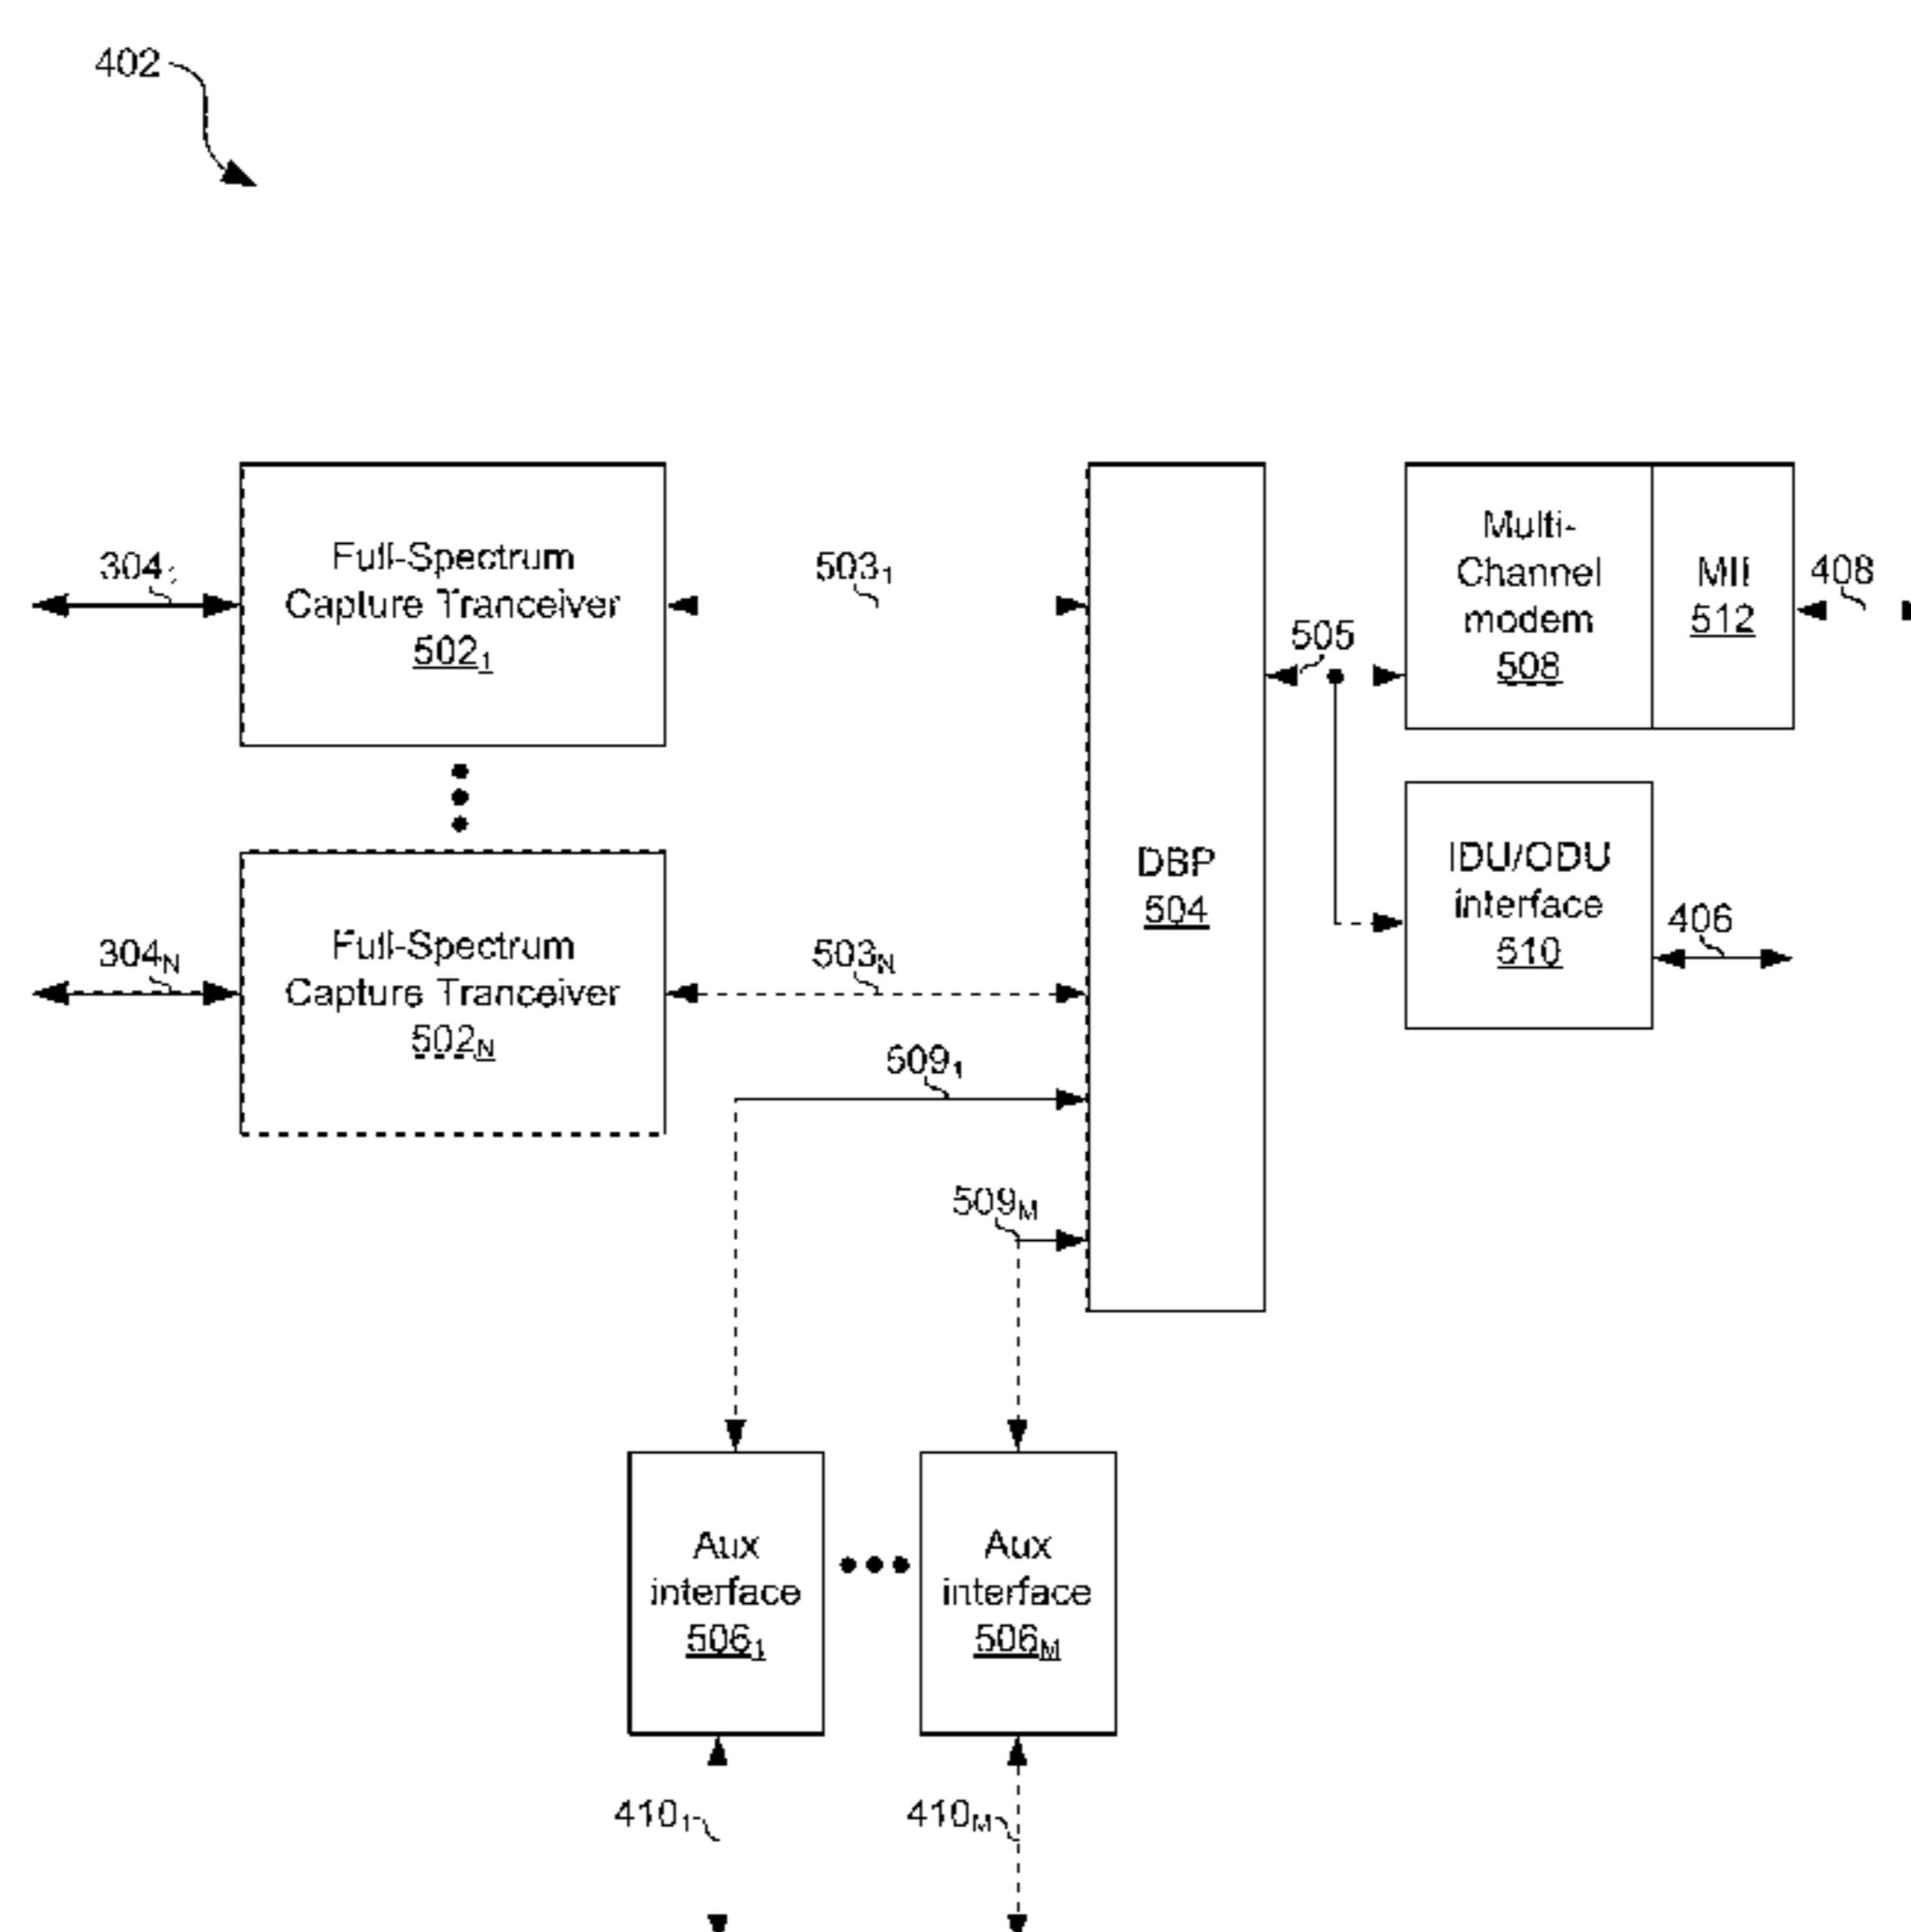 402
304₁
Full-Spectrum
Capture Tranceiver
502₁
503₁
505
Multi-
Channel
modem
508
MII
512
408
304N
Full-Spectrum
Capture Tranceiver
502N
503N
DBP
504
IDU/ODU
interface
510
406
509₁
509M
Aux
interface
506₁
Aux
interface
506M
410₁
410M